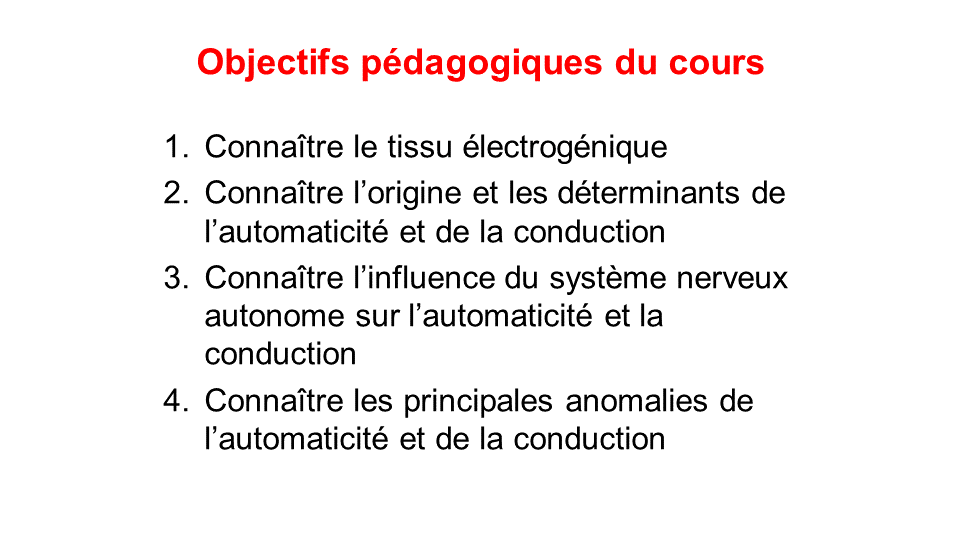 Objectifs pédagogiques du cours
1. Connaître le tissu électrogénique
2. Connaître l’origine et les déterminants de
l’automaticité et de la conduction
3. Connaître l’influence du système nerveux
autonome sur l’automaticité et la
conduction
4. Connaître les principales anomalies de
l’automaticité et de la conduction